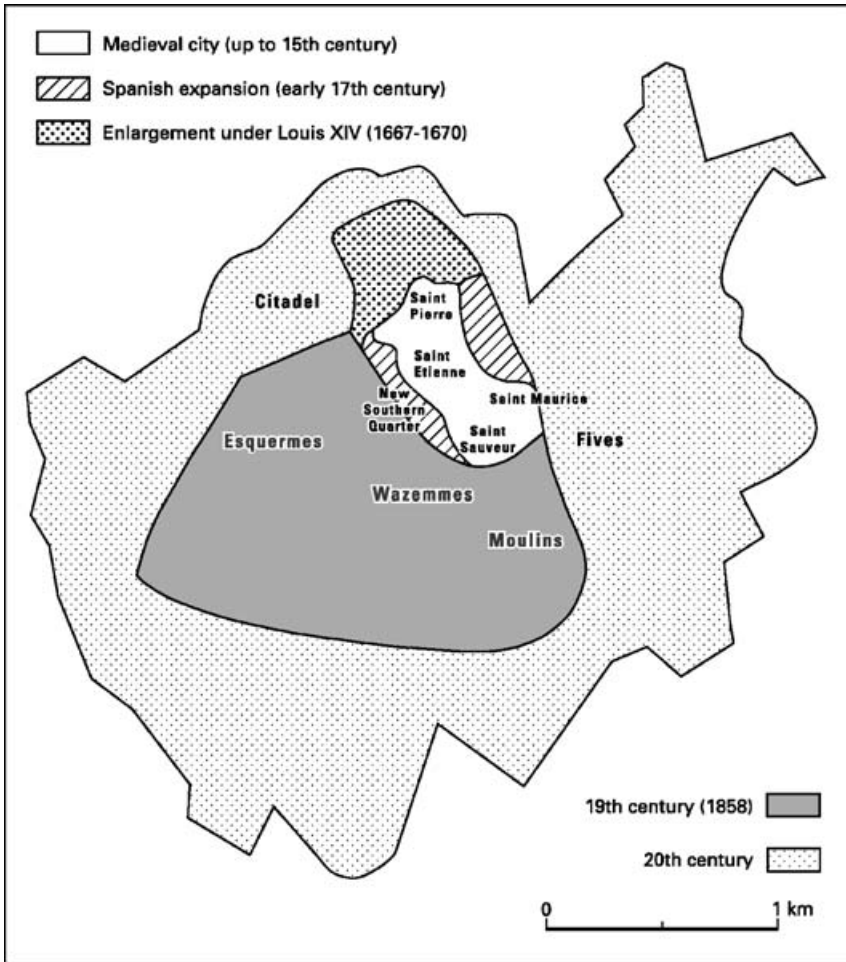 Medieval city (up to 15th century)
Spanish expansion (early 17th century)
Enlargement under Louis XIV (1667-1670)
Citadel
Saint
Pierre
Saint
Etienne
New
Southern
Quarter
Saint Maurice
Saint
Sauveur
Esquermes
Fives
Wazemmes
Moulins
19th century (1858)
20th century
0
1 km